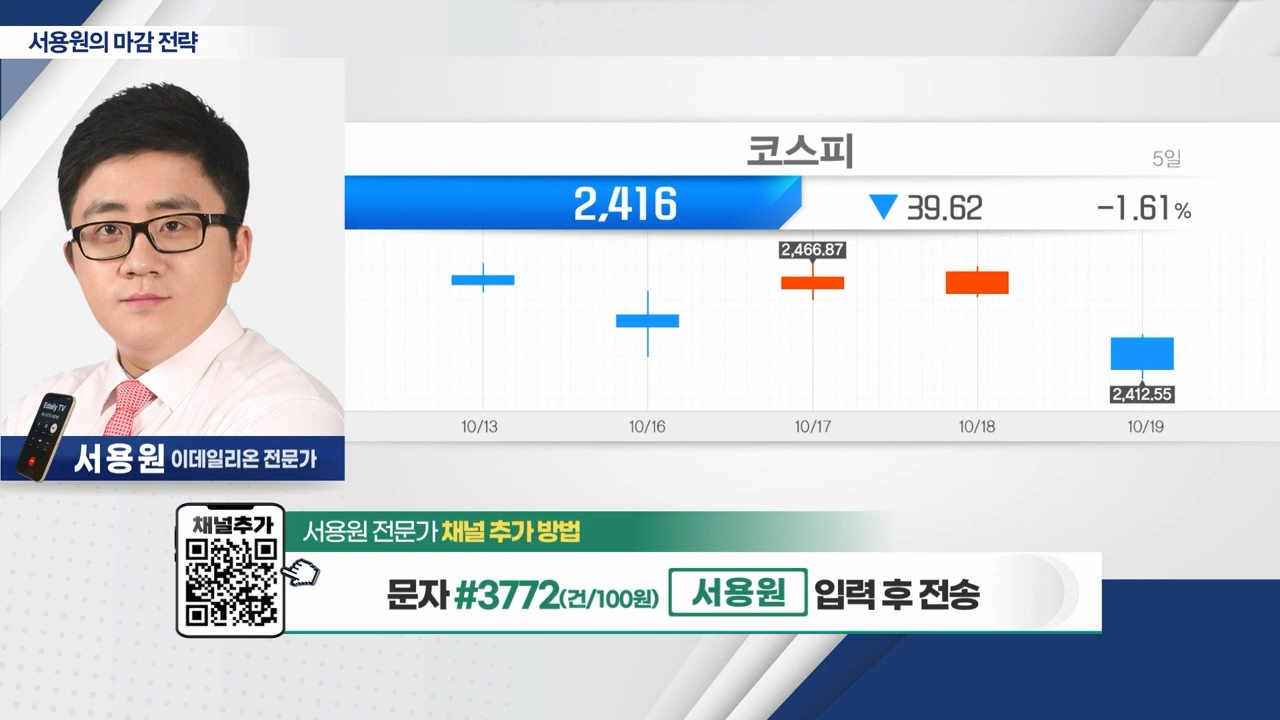 서용원의 마감 전략
코스피
5일
2,416
▼ 39.62
-1.61%
2,466.87
2,412.55
10/13
10/16
10/17
10/18
10/19
Edaily TV
서용원 이데일리온 전문가
채널추가
서용원 전문가 채널 추가 방법
문자 #3772(건/100원) 서용원 입력 후 전송